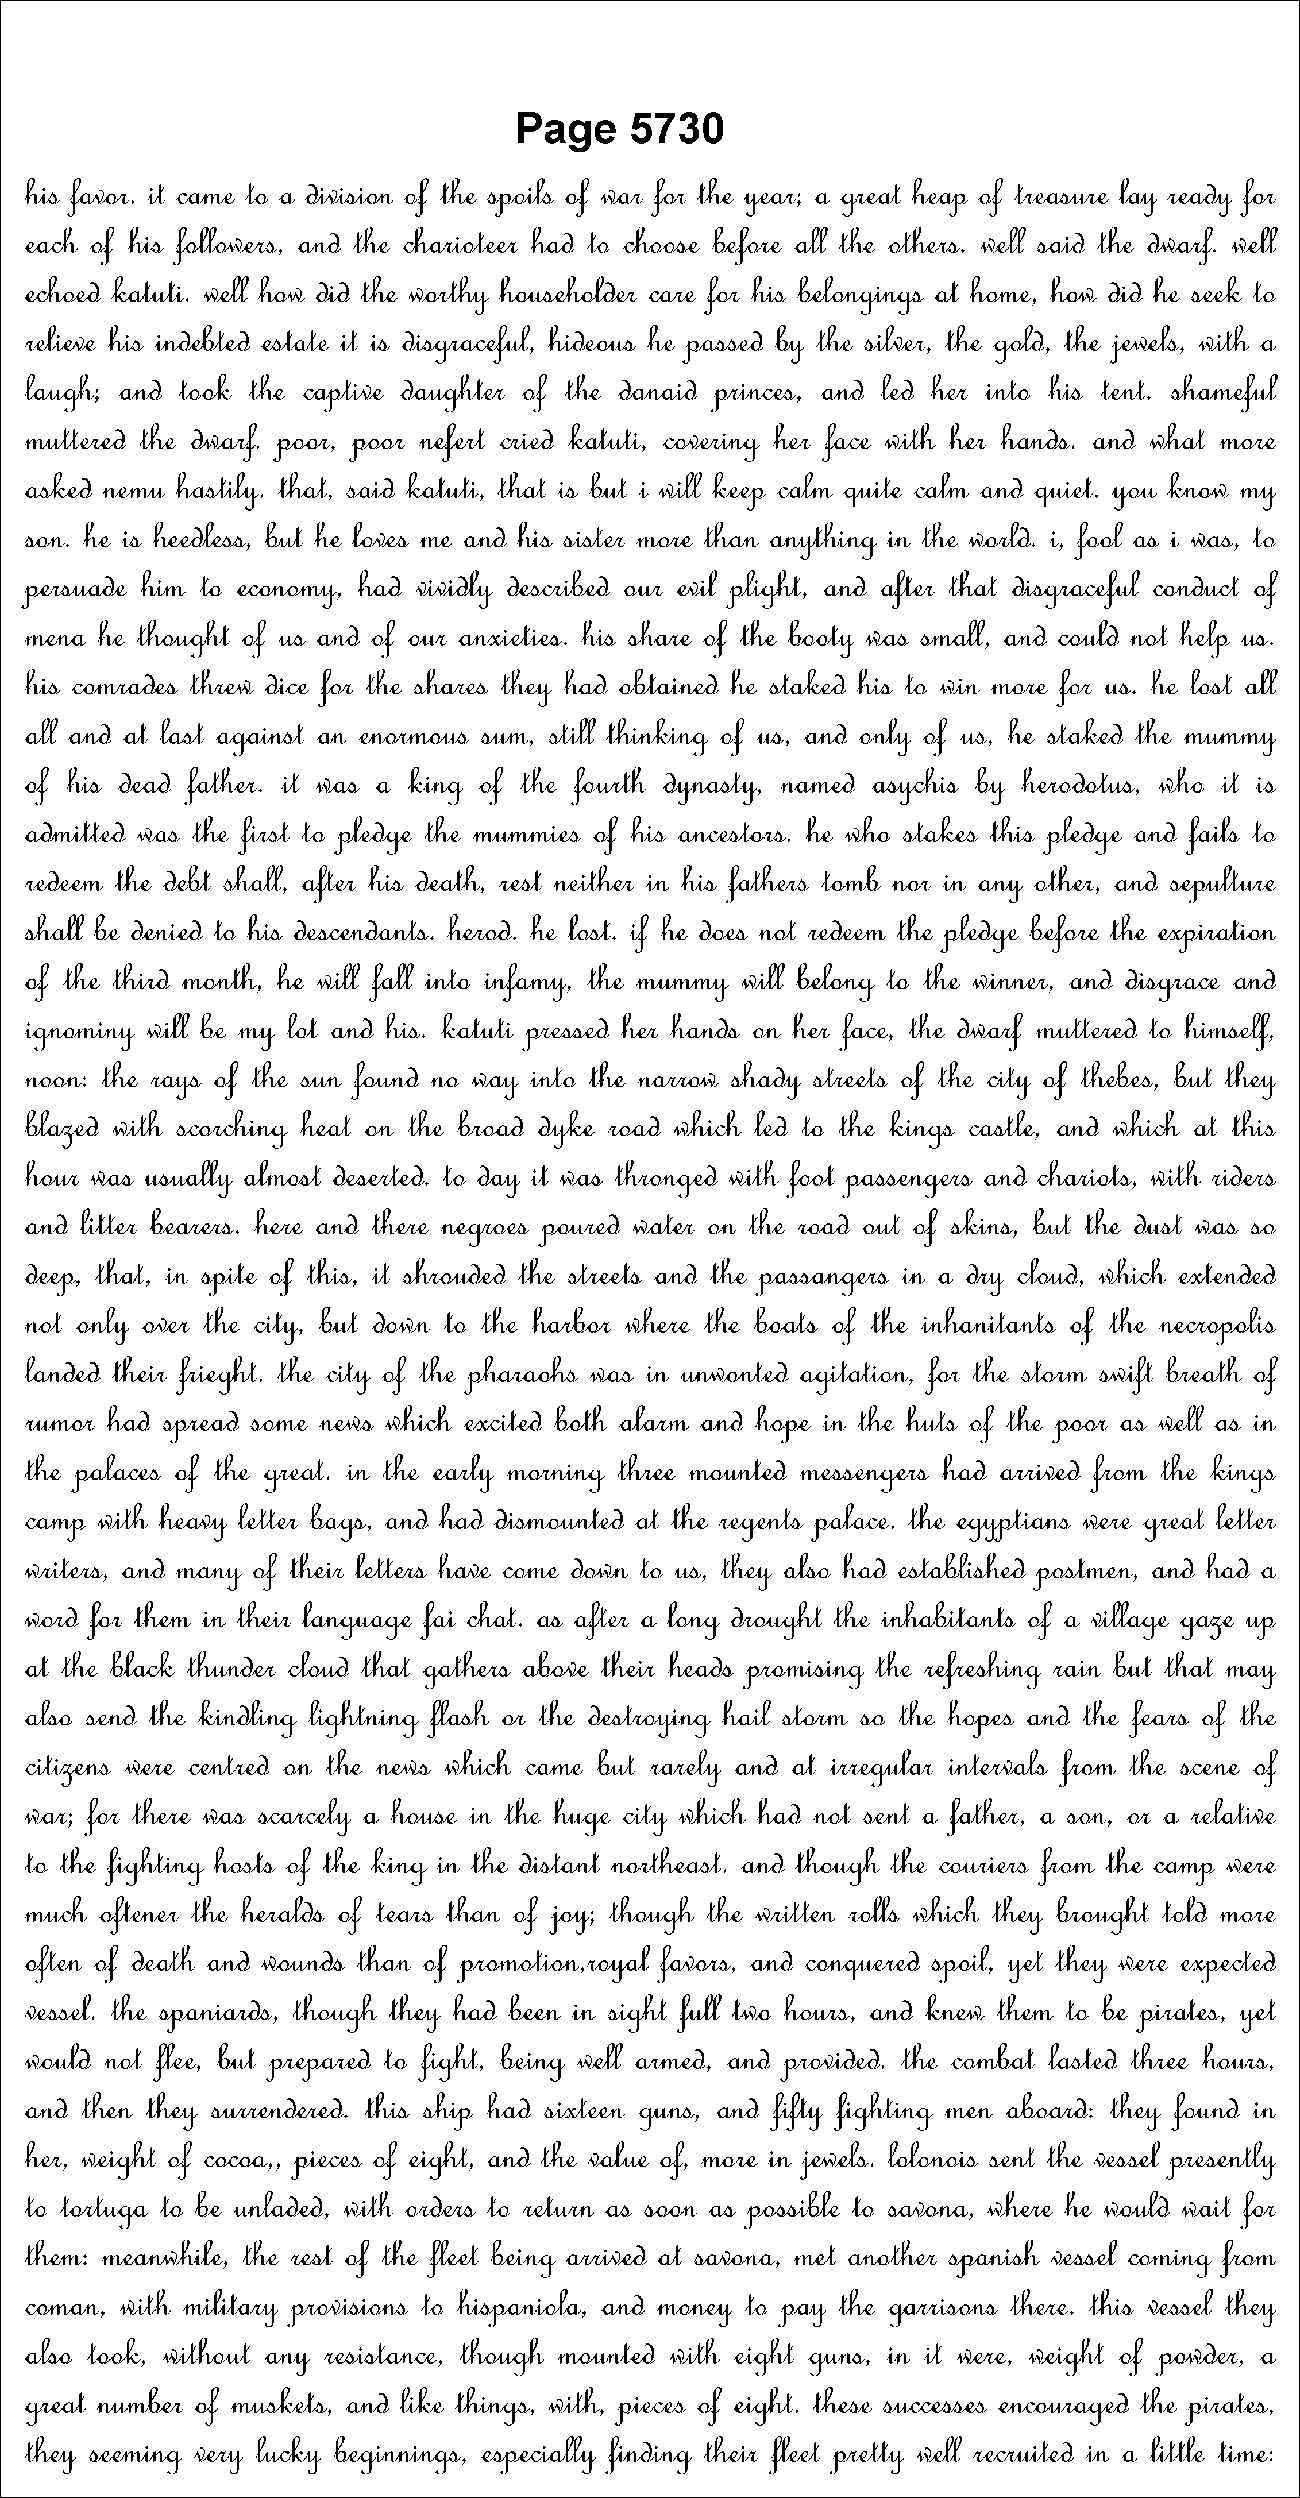 Page 5730
his favor. it came to a division of the spoils of war for the year; a great heap of treasure lay ready for
each of his followers, and the charioteer had to choose before all the others. well said the dwarf. well
echoed katuti. well how did the worthy householder care for his belongings at home, how did he seek to
relieve his indebted estate it is disgraceful, hideous he passed by the silver, the gold, the jewels, with a
laugh; and took the captive daughter of the danaid princes, and led her into his tent. shameful
muttered the dwarf. poor, poor nefert cried katuti, covering her face with her hands. and what more
asked nemu hastily. that, said katuti, that is but i will keep calm quite calm and quiet. you know my
son. he is heedless, but he loves me and his sister more than anything in the world. i, fool as i was, to
persuade him to economy, had vividly described our evil plight, and after that disgraceful conduct of
mena he thought of us and of our anxieties. his share of the booty was small, and could not help us.
his comrades threw dice for the shares they had obtained he staked his to win more for us. he lost all
all and at last against an enormous sum, still thinking of us, and only of us, he staked the mummy
of his dead father. it was a king of the fourth dynasty, named asychis by herodotus, who it is
admitted was the first to pledge the mummies of his ancestors. he who stakes this pledge and fails to
redeem the debt shall, after his death, rest neither in his fathers tomb nor in any other, and sepulture
shall be denied to his descendants. herod. he lost. if he does not redeem the pledge before the expiration
of the third month, he will fall into infamy, the mummy will belong to the winner, and disgrace and
ignominy will be my lot and his. katuti pressed her hands on her face, the dwarf muttered to himself,
noon: the rays of the sun found no way into the narrow shady streets of the city of thebes, but they
blazed with scorching heat on the broad dyke road which led to the kings castle, and which at this
hour was usually almost deserted. to day it was thronged with foot passengers and chariots, with riders
and litter bearers. here and there negroes poured water on the road out of skins, but the dust was so
deep, that, in spite of this, it shrouded the streets and the passangers in a dry cloud, which extended
not only over the city, but down to the harbor where the boats of the inhanitants of the necropolis
landed their frieght. the city of the pharaohs was in unwonted agitation, for the storm swift breath of
rumor had spread some news which excited both alarm and hope in the huts of the poor as well as in
the palaces of the great. in the early morning three mounted messengers had arrived from the kings
camp with heavy letter bags, and had dismounted at the regents palace. the egyptians were great letter
writers, and many of their letters have come down to us, they also had established postmen, and had a
word for them in their language fai chat. as after a long drought the inhabitants of a village gaze up
at the black thunder cloud that gathers above their heads promising the refreshing rain but that may
also send the kindling lightning flash or the destroying hail storm so the hopes and the fears of the
citizens were centred on the news which came but rarely and at irregular intervals from the scene of
war; for there was scarcely a house in the huge city which had not sent a father, a son, or a relative
to the fighting hosts of the king in the distant northeast. and though the couriers from the camp were
much oftener the heralds of tears than of joy; though the written rolls which they brought told more
often of death and wounds than of promotion,royal favors, and conquered spoil, yet they were expected
vessel. the spaniards, though they had been in sight full two hours, and knew them to be pirates, yet
would not flee, but prepared to fight, being well armed, and provided. the combat lasted three hours,
and then they surrendered. this ship had sixteen guns, and fifty fighting men aboard: they found in
her, weight of cocoa,, pieces of eight, and the value of, more in jewels. lolonois sent the vessel presently
to tortuga to be unladed, with orders to return as soon as possible to savona, where he would wait for
them: meanwhile, the rest of the fleet being arrived at savona, met another spanish vessel coming from
coman, with military provisions to hispaniola, and money to pay the garrisons there. this vessel they
also took, without any resistance, though mounted with eight guns, in it were, weight of powder, a
great number of muskets, and like things, with, pieces of eight. these successes encouraged the pirates,
they seeming very lucky beginnings, especially finding their fleet pretty well recruited in a little time: